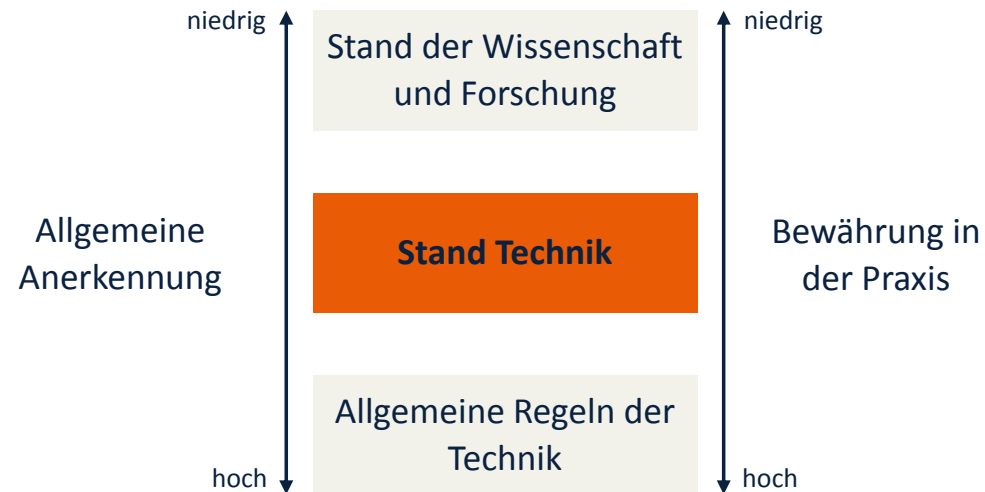 niedrig
niedrig
Stand der Wissenschaft
und Forschung
Allgemeine
Anerkennung
Stand Technik
Bewährung in
der Praxis
Allgemeine Regeln der
Technik
hoch
hoch